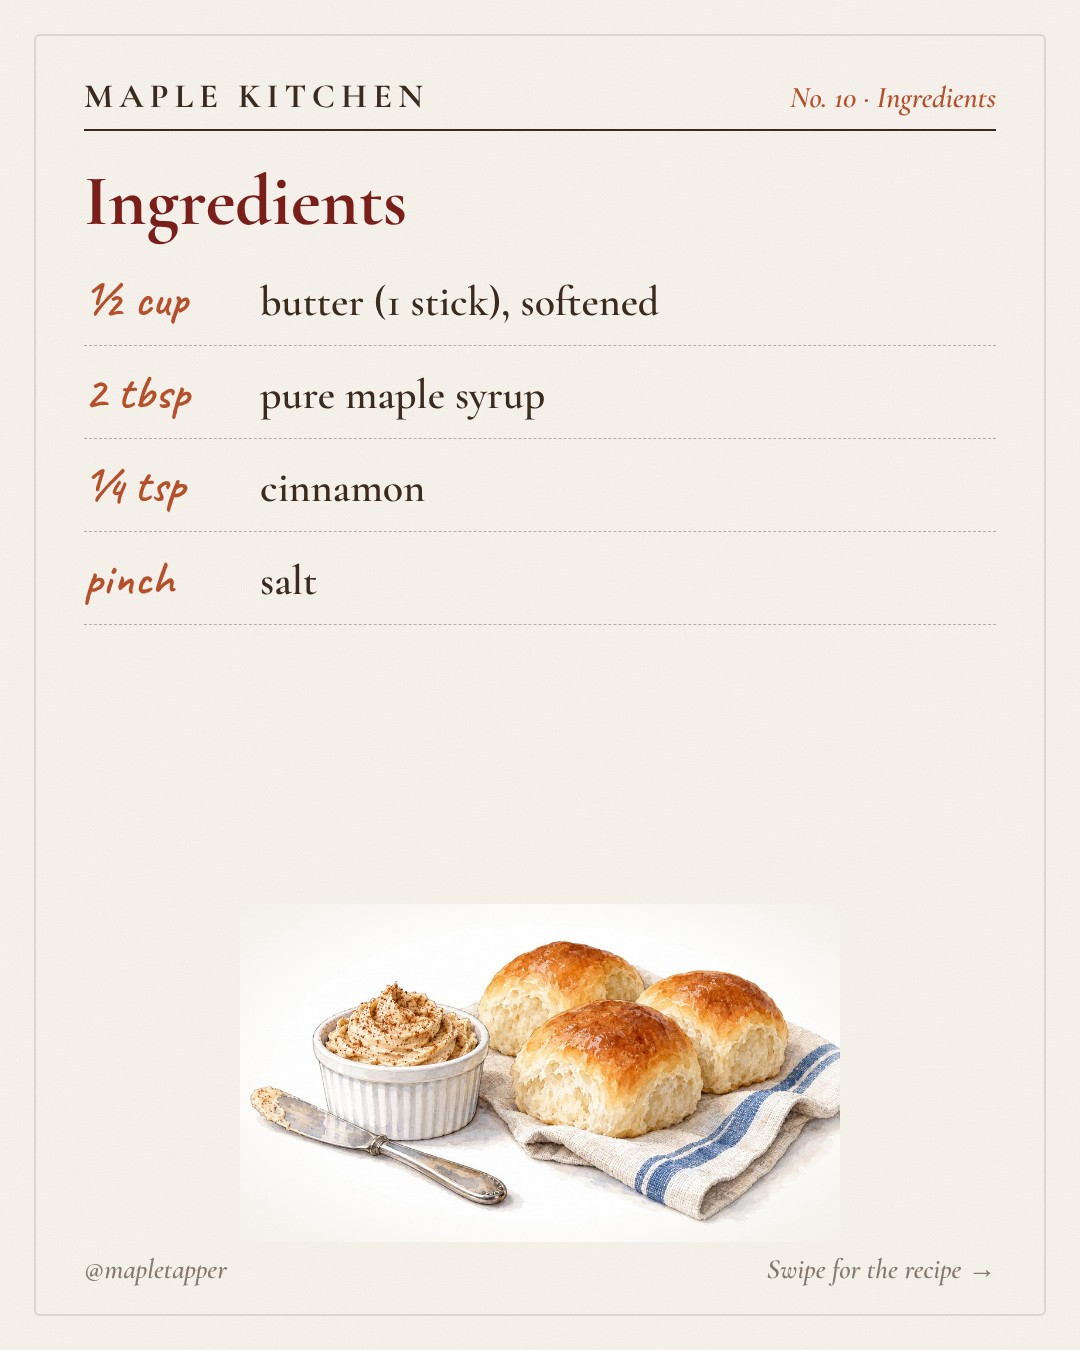 MAPLE KITCHEN
No. 10 · Ingredients
Ingredients
½ cup butter (1 stick), softened
2 tbsp pure maple syrup
¼ tsp cinnamon
pinch salt
@mapletapper
Swipe for the recipe →